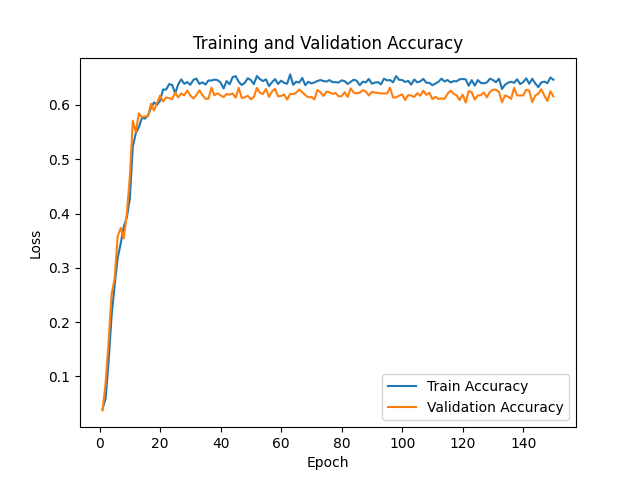 Training and Validation Accuracy
Loss
0.6
0.5
0.4
0.3
0.2
0.1
0 20 40 60 80 100 120 140
Epoch
Train Accuracy
Validation Accuracy